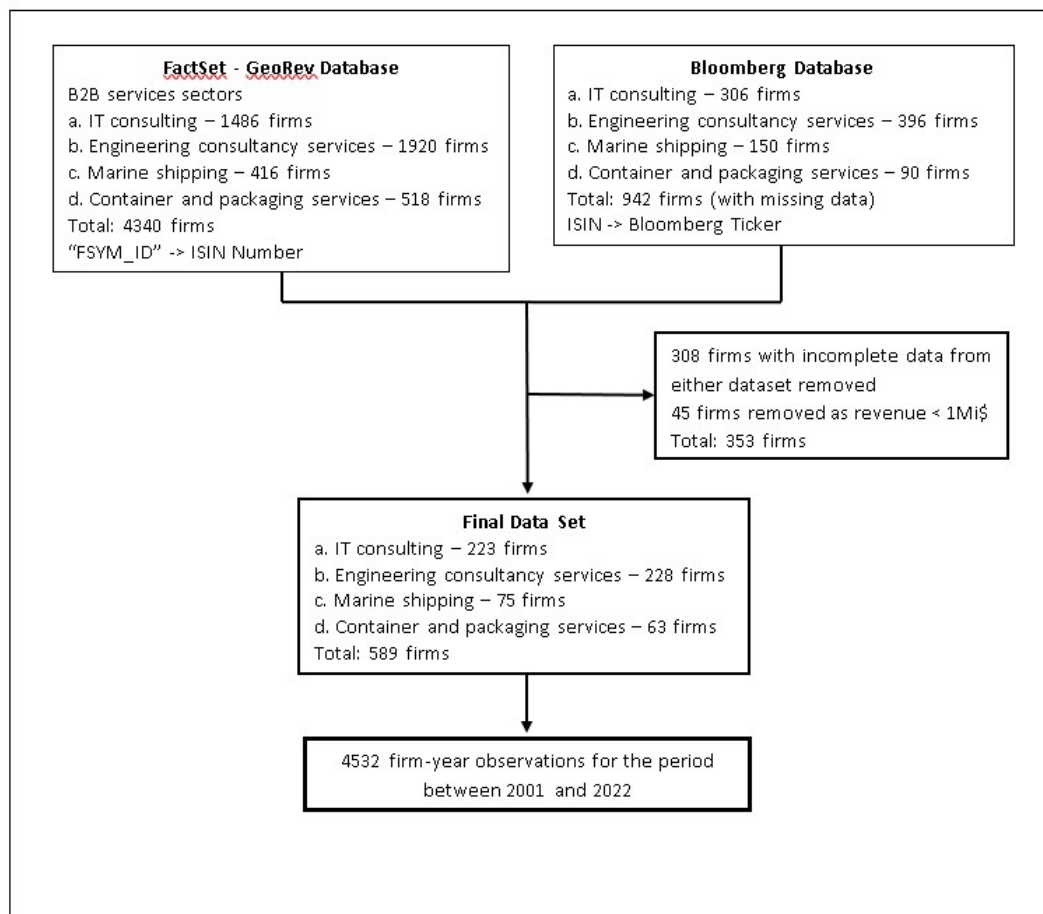 FactSet - GeoRev Database
B2B services sectors
a. IT consulting – 1486 firms
b. Engineering consultancy services – 1920 firms
c. Marine shipping – 416 firms
d. Container and packaging services – 518 firms
Total: 4340 firms
“FSYM_ID” -> ISIN Number
Bloomberg Database
a. IT consulting – 306 firms
b. Engineering consultancy services – 396 firms
c. Marine shipping – 150 firms
d. Container and packaging services – 90 firms
Total: 942 firms (with missing data)
ISIN -> Bloomberg Ticker
308 firms with incomplete data from
either dataset removed
45 firms removed as revenue < 1Mi$
Total: 353 firms
Final Data Set
a. IT consulting – 223 firms
b. Engineering consultancy services – 228 firms
c. Marine shipping – 75 firms
d. Container and packaging services – 63 firms
Total: 589 firms
4532 firm-year observations for the period
between 2001 and 2022